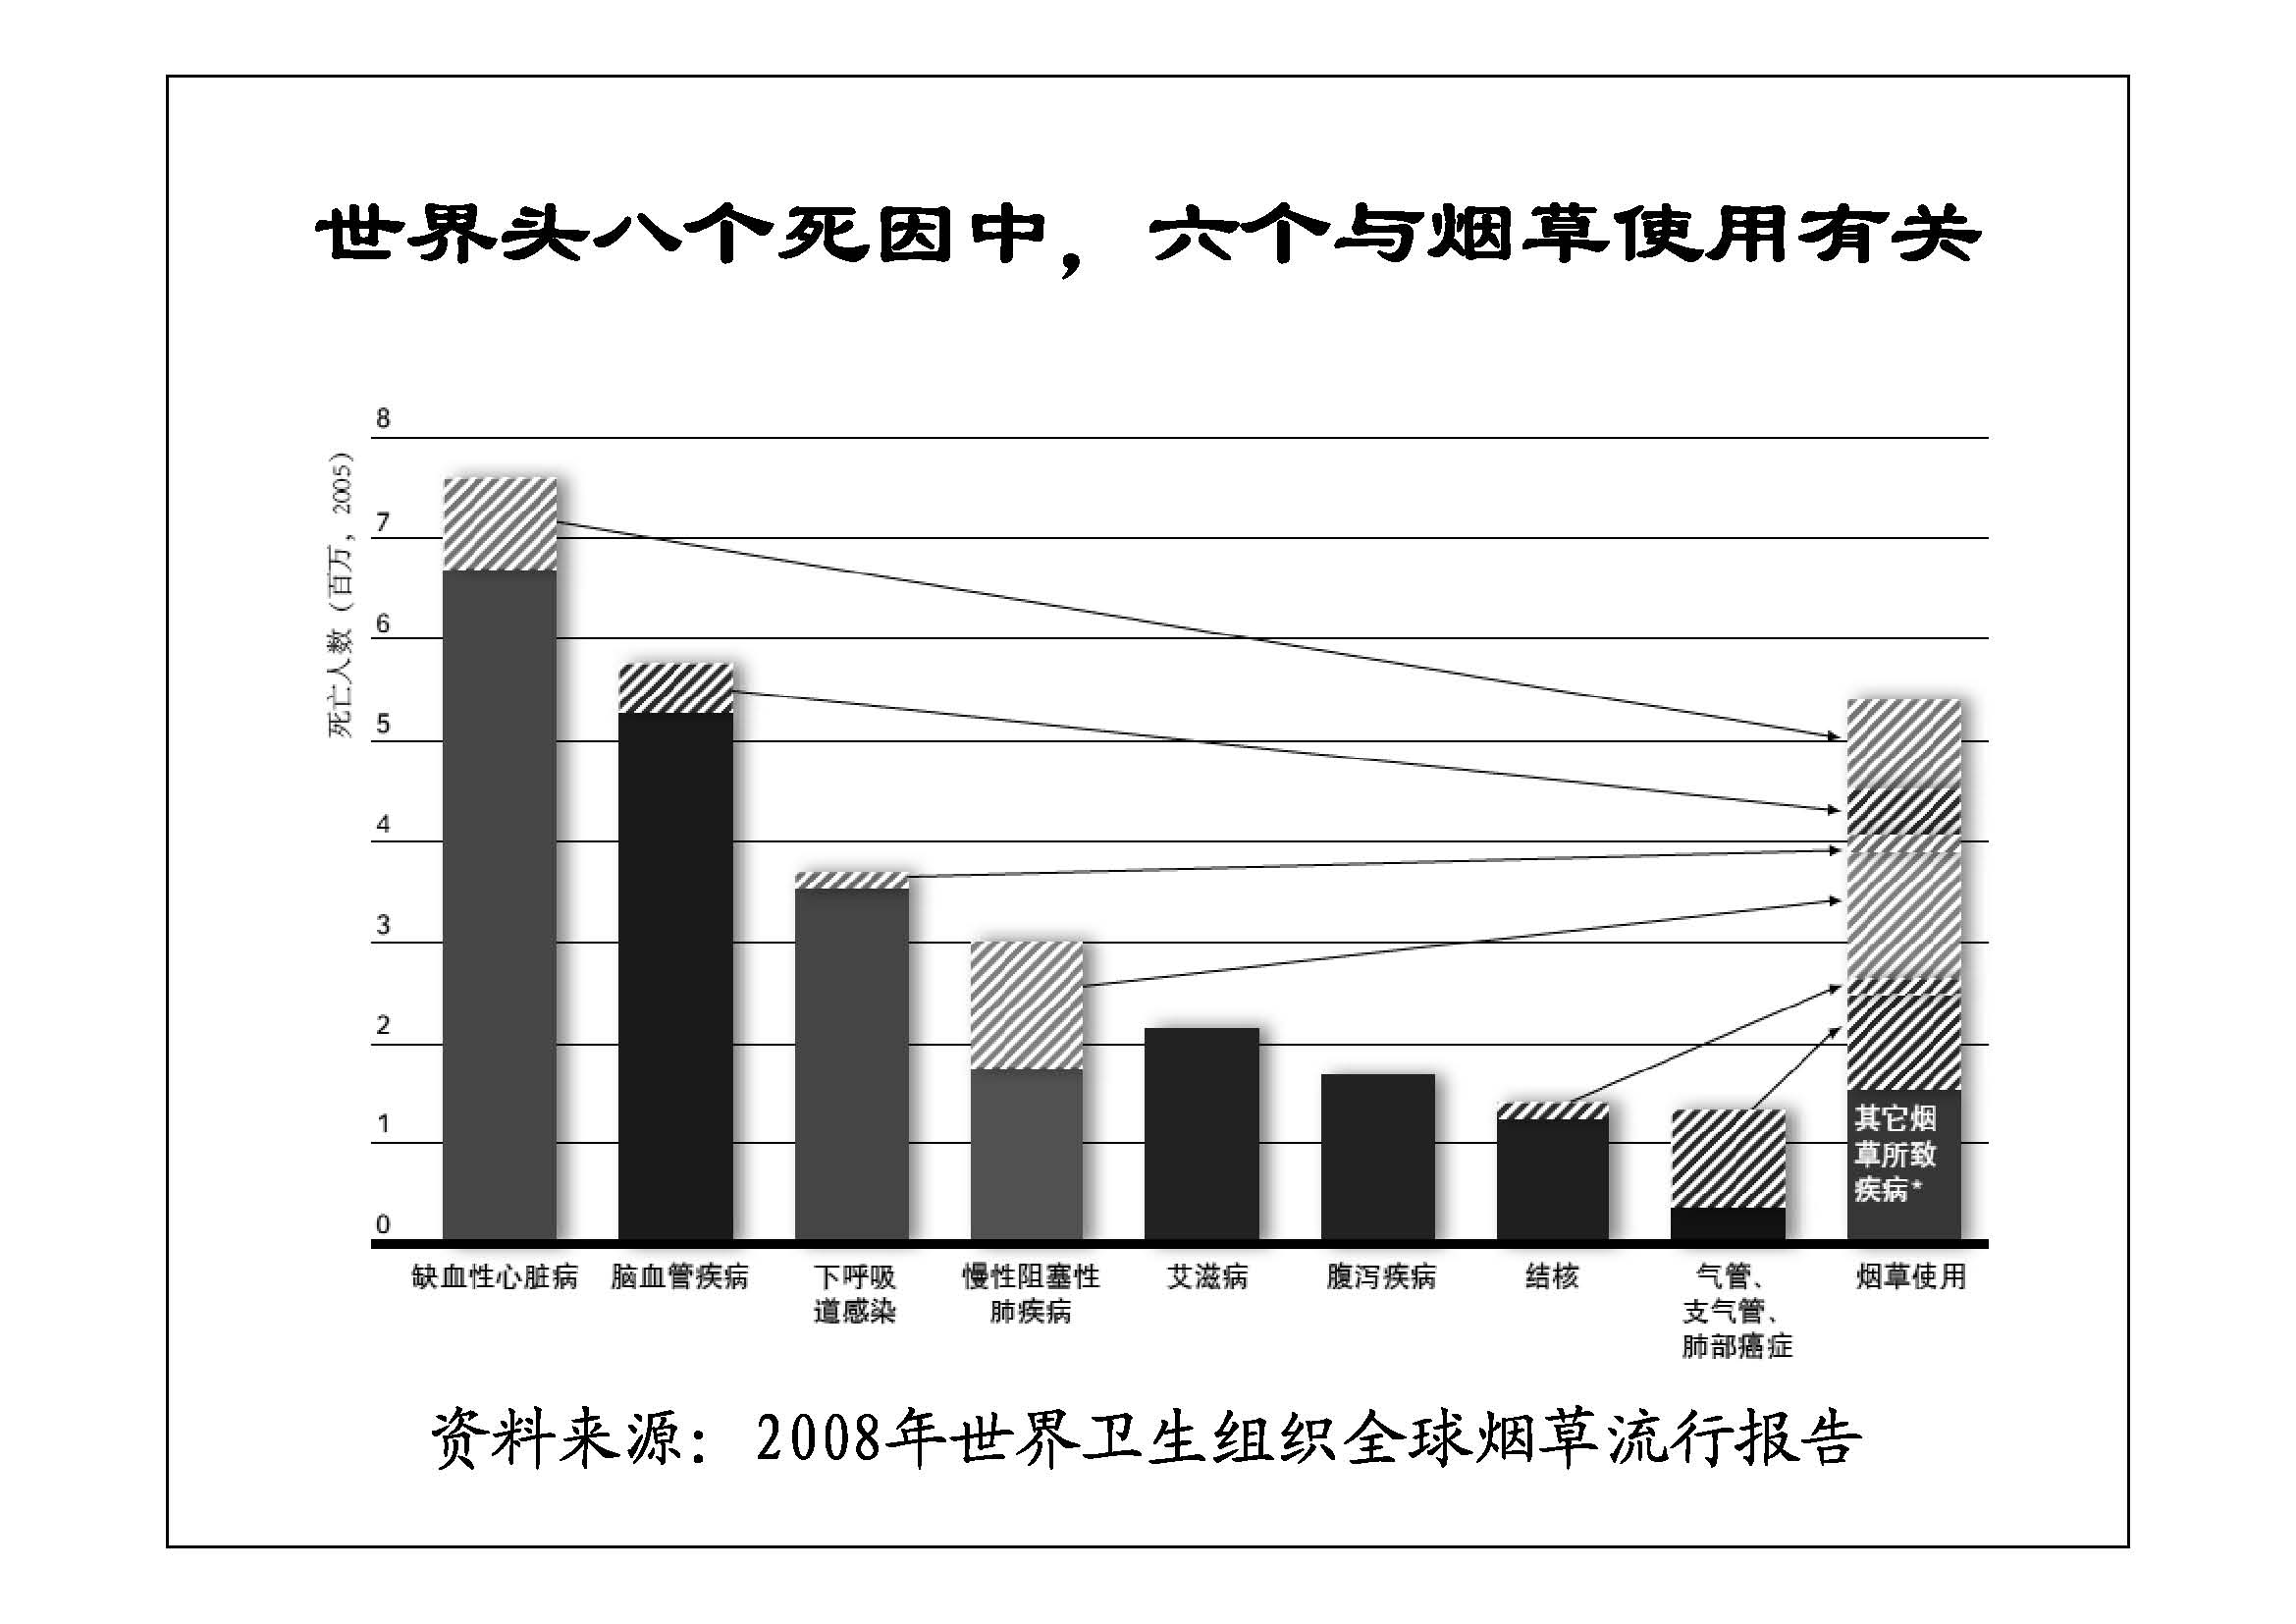 世界头八个死因中，六个与烟草使用有关
死亡人数（百万，2005）
8
7
6
5
4
3
2
1
0
其它烟
草所致
疾病*
缺血性心脏病
脑血管疾病
下呼吸
道感染
慢性阻塞性
肺疾病
艾滋病
腹泻疾病
结核
气管、
支气管、
肺部癌症
烟草使用
资料来源：2008年世界卫生组织全球烟草流行报告